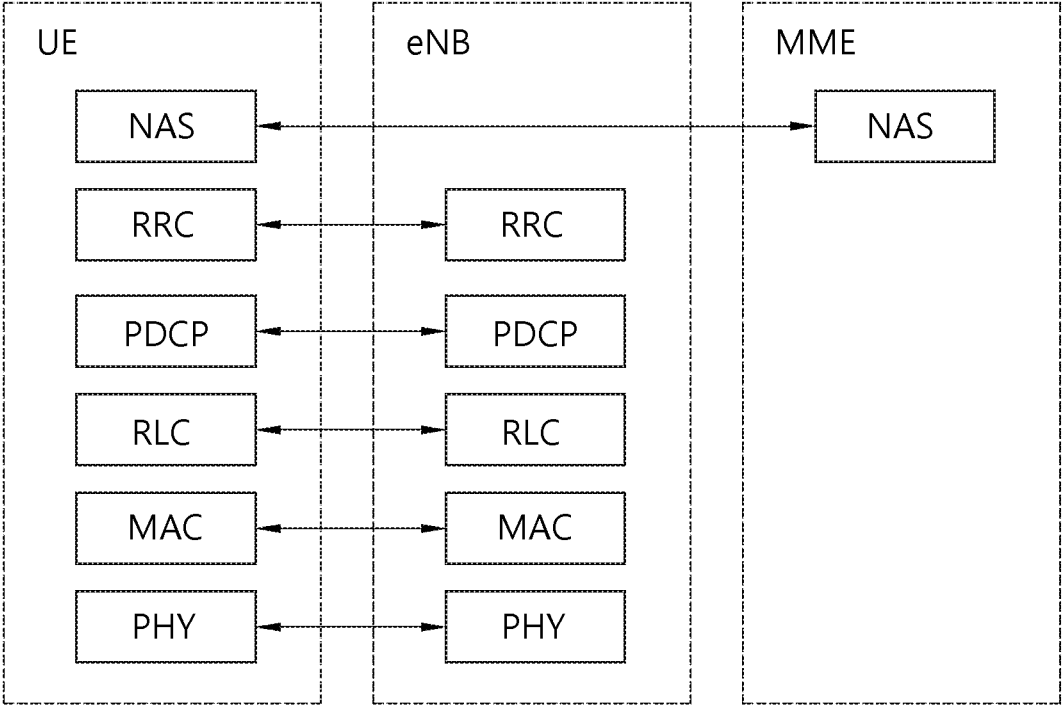 UE
eNB
MME
NAS
NAS
RRC
RRC
PDCP
PDCP
RLC
RLC
MAC
MAC
PHY
PHY